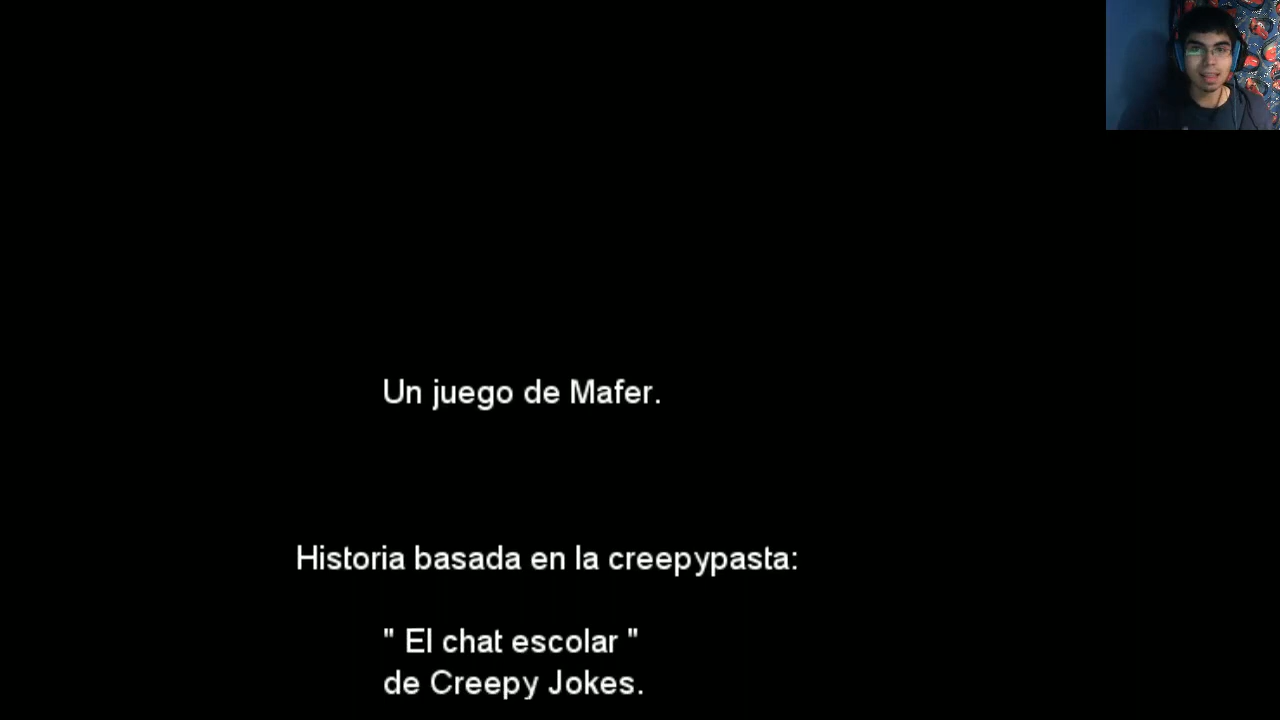 Un juego de Mafer.
Historia basada en la creepypasta:
" El chat escolar "
de Creepy Jokes.